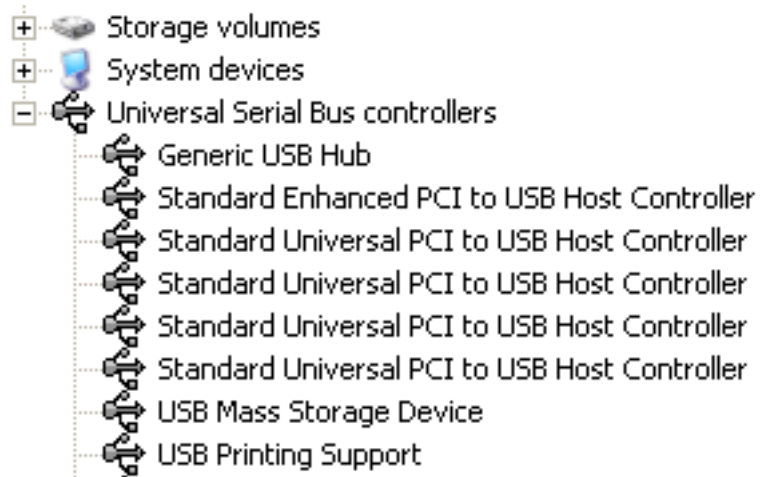 Storage volumes
System devices
Universal Serial Bus controllers
Generic USB Hub
Standard Enhanced PCI to USB Host Controller
Standard Universal PCI to USB Host Controller
Standard Universal PCI to USB Host Controller
Standard Universal PCI to USB Host Controller
Standard Universal PCI to USB Host Controller
USB Mass Storage Device
USB Printing Support